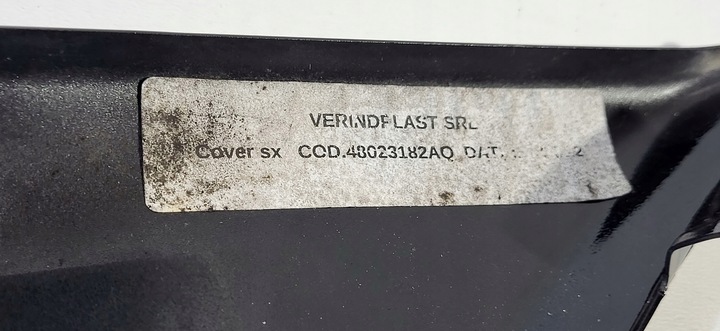 VERINDPLAST SRL
Cover sx COD.48023182AQ DAT.